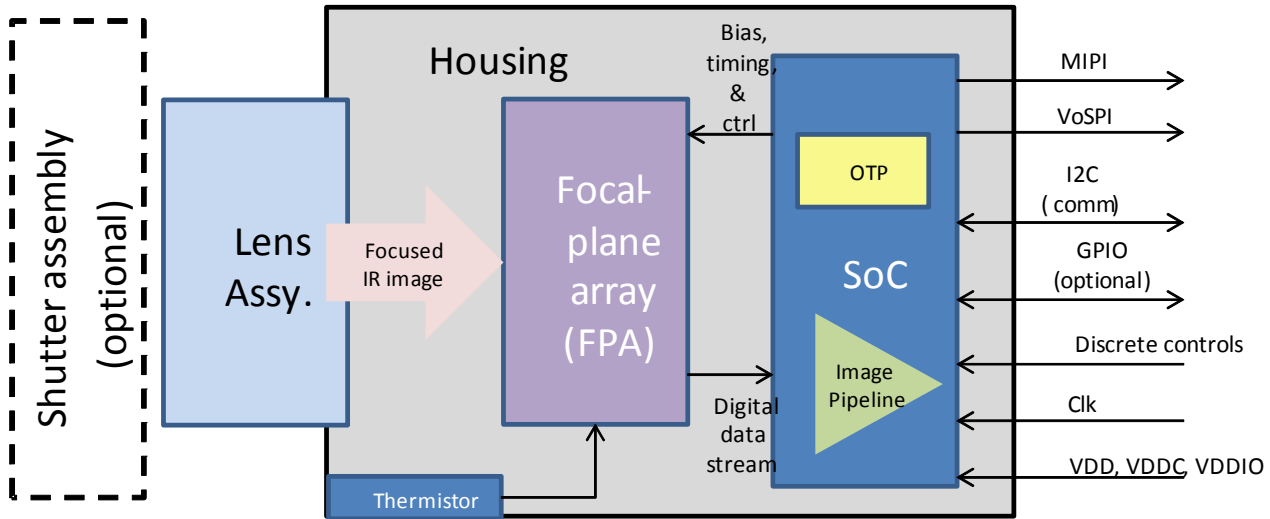 Shutter assembly
(optional)
Lens
Assy.
Housing
Focused
IR image
Focal-
plane
array
(FPA)
Thermistor
Bias,
timing,
&
ctrl
Digital
data
stream
OTP
SoC
Image
Pipeline
MIPI
VoSPI
I2C
( comm)
GPIO
(optional)
Discrete controls
Clk
VDD, VDDC, VDDIO